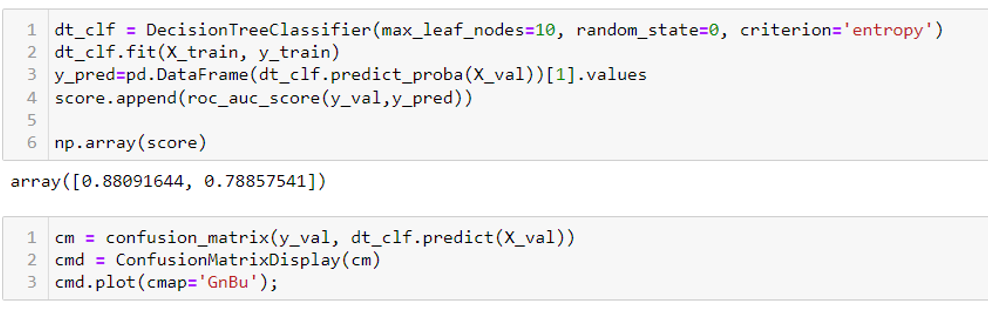 1 dt_clf = DecisionTreeClassifier(max_leaf_nodes=10, random_state=0, criterion='entropy')
2 dt_clf.fit(X_train, y_train)
3 y_pred=pd.DataFrame(dt_clf.predict_proba(X_val))[1].values
4 score.append(roc_auc_score(y_val,y_pred))
5
6 np.array(score)
array([0.88091644, 0.78857541])
1 cm = confusion_matrix(y_val, dt_clf.predict(X_val))
2 cmd = ConfusionMatrixDisplay(cm)
3 cmd.plot(cmap='GnBu');